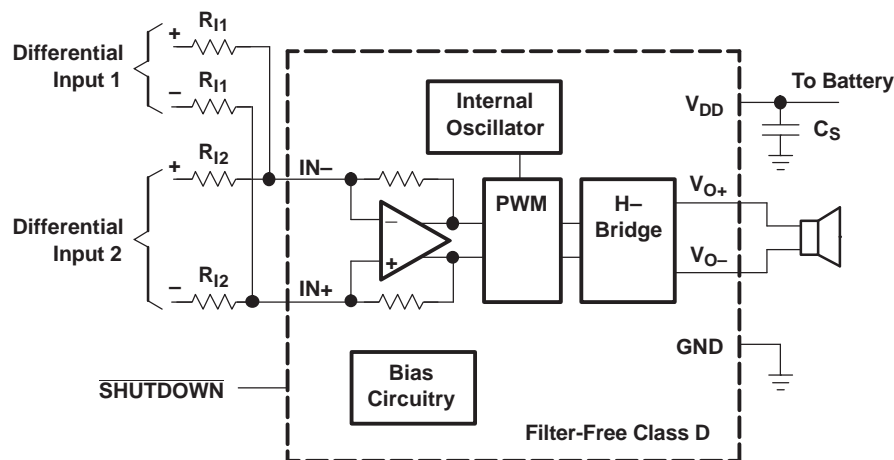 Differential
Input 1
+
R_I1
−
R_I1
Differential
Input 2
+
R_I2
−
R_I2
IN−
IN+
SHUTDOWN
Internal
Oscillator
−
+
PWM
H−
Bridge
Bias
Circuitry
V_DD
To Battery
C_S
V_O+
V_O−
GND
Filter-Free Class D